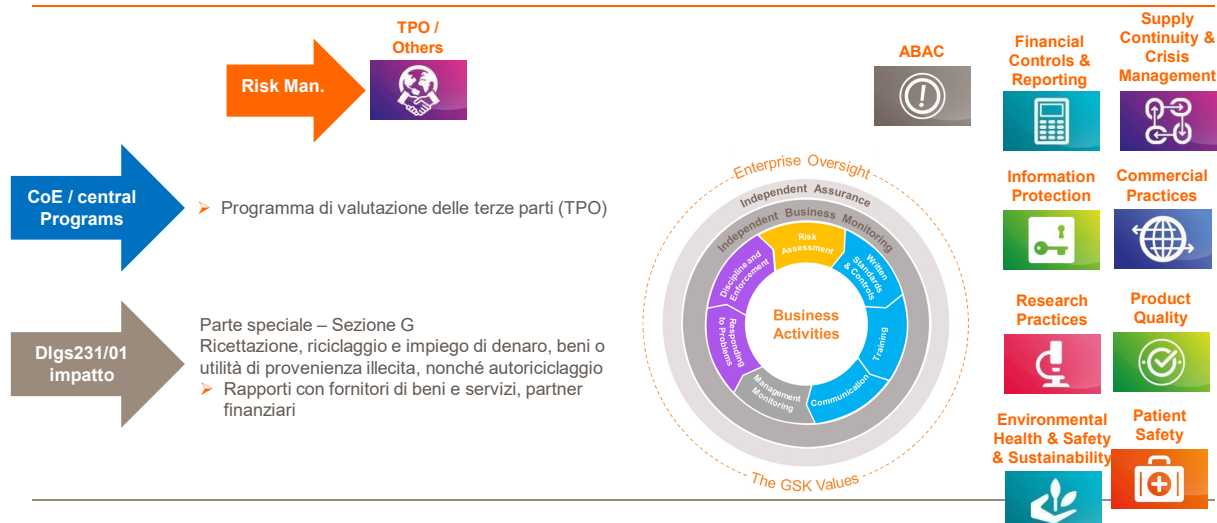 TPO /
Others
Risk Man.
CoE / central
Programs
➢ Programma di valutazione delle terze parti (TPO)
Dlgs231/01
impatto
Parte speciale – Sezione G
Ricettazione, riciclaggio e impiego di denaro, beni o
utilità di provenienza illecita, nonché autoriciclaggio
➢ Rapporti con fornitori di beni e servizi, partner
finanziari
Enterprise Oversight
Independent Assurance
Independent Business Monitoring
Risk
Assessment
Written
Standards
& Controls
Training
Communication
Management
Monitoring
Responding
to Problems
Discipline and
Enforcement
Business
Activities
The GSK Values
ABAC
Financial
Controls &
Reporting
Supply
Continuity &
Crisis
Management
Information
Protection
Commercial
Practices
Research
Practices
Product
Quality
Environmental
Health & Safety
& Sustainability
Patient
Safety